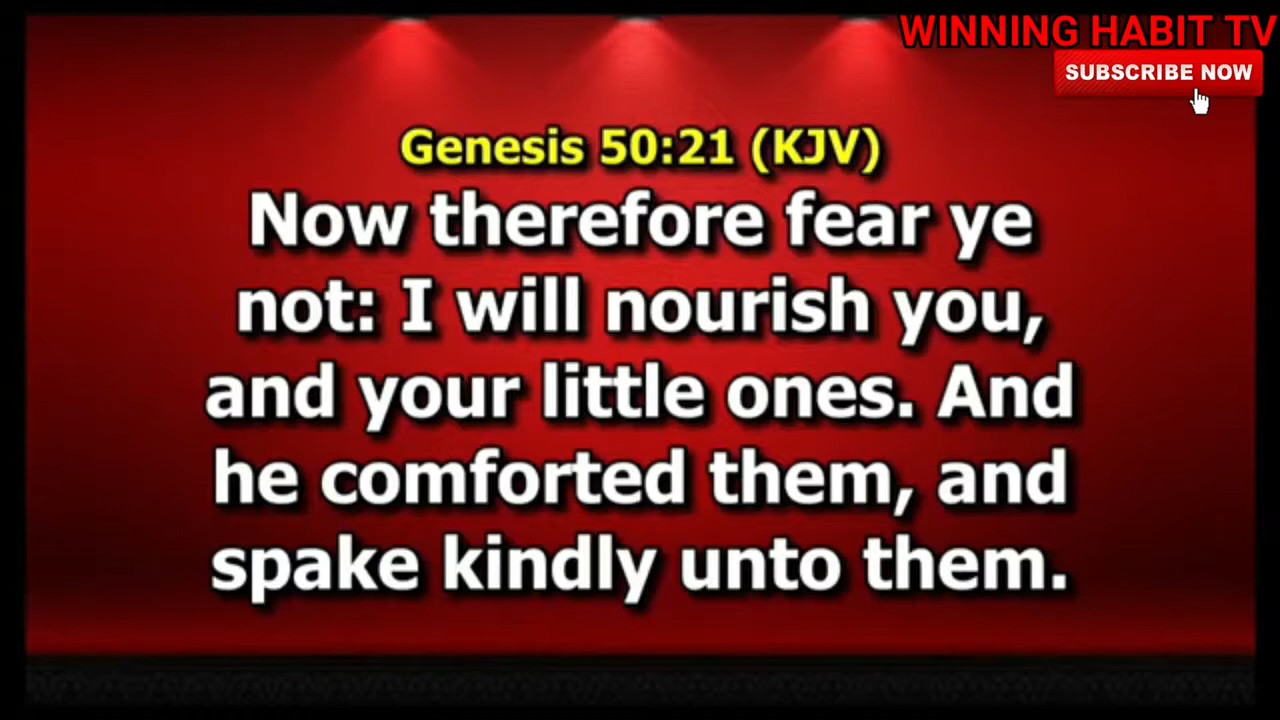 WINNING HABIT TV
SUBSCRIBE NOW
Genesis 50:21 (KJV)
Now therefore fear ye
not: I will nourish you,
and your little ones. And
he comforted them, and
spake kindly unto them.